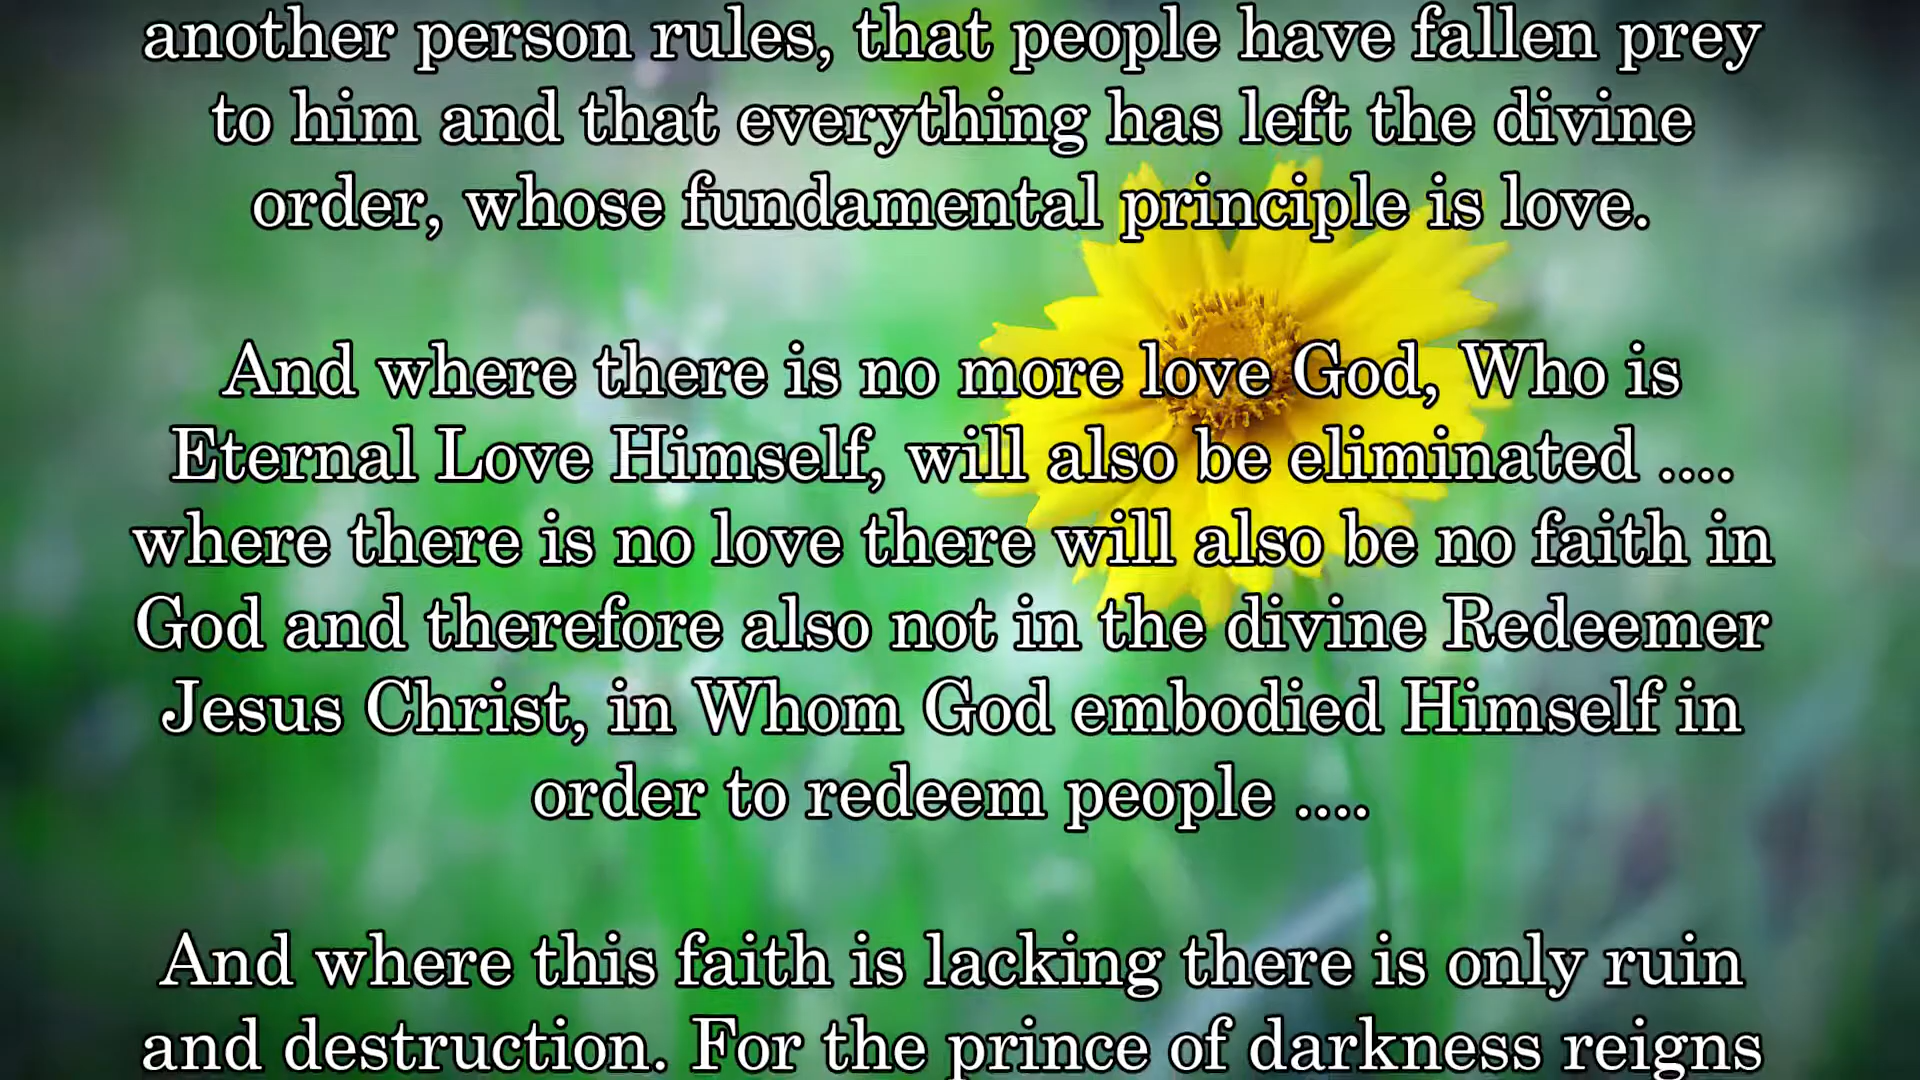 another person rules, that people have fallen prey
to him and that everything has left the divine
order, whose fundamental principle is love.
And where there is no more love God, Who is
Eternal Love Himself, will also be eliminated ....
where there is no love there will also be no faith in
God and therefore also not in the divine Redeemer
Jesus Christ, in Whom God embodied Himself in
order to redeem people ....
And where this faith is lacking there is only ruin
and destruction. For the prince of darkness reigns